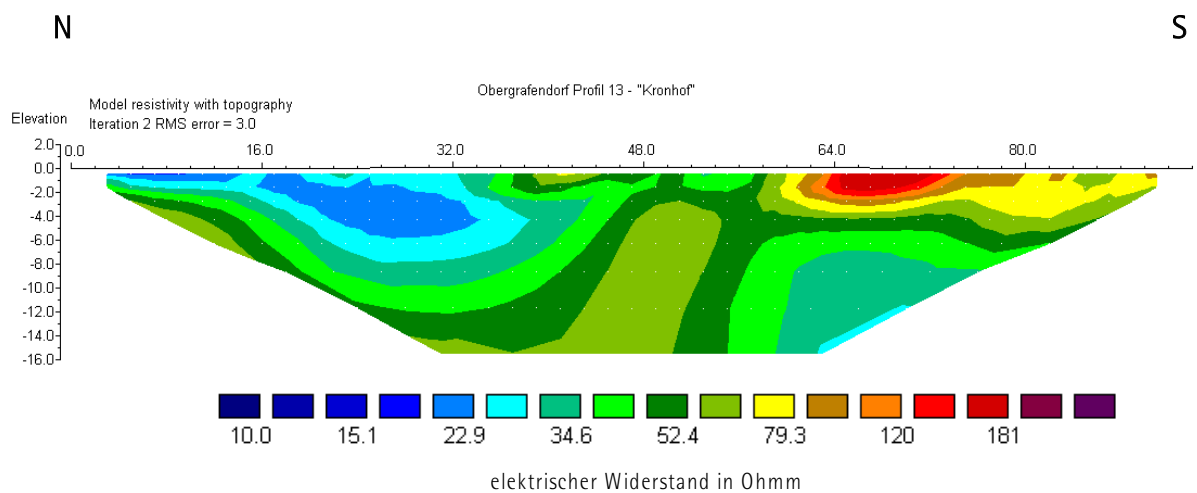 N S
Obergrafendorf Profil 13 - "Kronhof"
Model resistivity with topography
Iteration 2 RMS error = 3.0
Elevation
0.0 16.0 32.0 48.0 64.0 80.0
2.0
0.0
-2.0
-4.0
-6.0
-8.0
-10.0
-12.0
-14.0
-16.0
10.0 15.1 22.9 34.6 52.4 79.3 120 181
elektrischer Widerstand in Ohmm